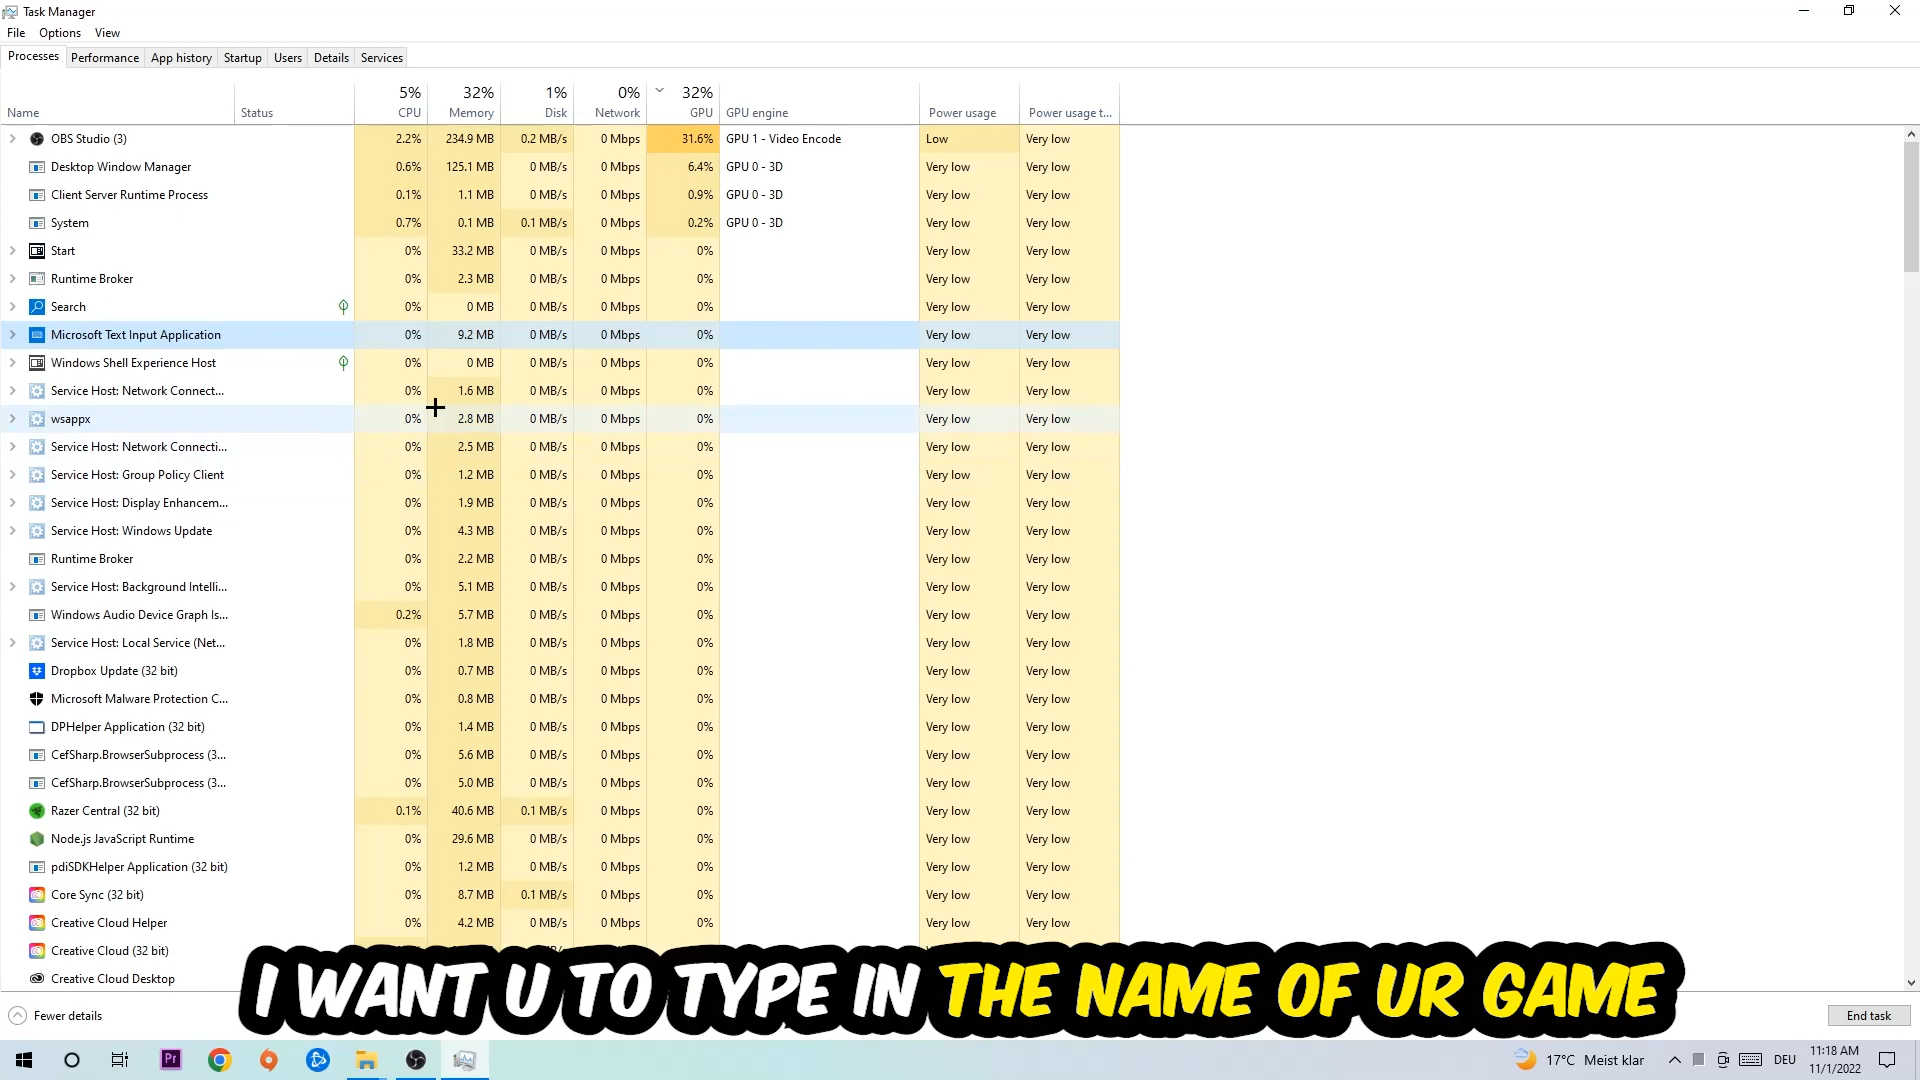 Task Manager
File Options View
Processes Performance App history Startup Users Details Services
5% 32% 1% 0% 32%
Name Status CPU Memory Disk Network GPU GPU engine Power usage Power usage t...
OBS Studio (3) 2.2% 234.9 MB 0.2 MB/s 0 Mbps 31.6% GPU 1 - Video Encode Low Very low
Desktop Window Manager 0.6% 125.1 MB 0 MB/s 0 Mbps 6.4% GPU 0 - 3D Very low Very low
Client Server Runtime Process 0.1% 1.1 MB 0 MB/s 0 Mbps 0.9% GPU 0 - 3D Very low Very low
System 0.7% 0.1 MB 0.1 MB/s 0 Mbps 0.2% GPU 0 - 3D Very low Very low
Start 0% 33.2 MB 0 MB/s 0 Mbps 0% Very low Very low
Runtime Broker 0% 2.3 MB 0 MB/s 0 Mbps 0% Very low Very low
Search 0% 0 MB 0 MB/s 0 Mbps 0% Very low Very low
Microsoft Text Input Application 0% 9.2 MB 0 MB/s 0 Mbps 0% Very low Very low
Windows Shell Experience Host 0% 0 MB 0 MB/s 0 Mbps 0% Very low Very low
Service Host: Network Connect... 0% 1.6 MB 0 MB/s 0 Mbps 0% Very low Very low
wsappx 0% 2.8 MB 0 MB/s 0 Mbps 0% Very low Very low
Service Host: Network Connecti... 0% 2.5 MB 0 MB/s 0 Mbps 0% Very low Very low
Service Host: Group Policy Client 0% 1.2 MB 0 MB/s 0 Mbps 0% Very low Very low
Service Host: Display Enhancem... 0% 1.9 MB 0 MB/s 0 Mbps 0% Very low Very low
Service Host: Windows Update 0% 4.3 MB 0 MB/s 0 Mbps 0% Very low Very low
Runtime Broker 0% 2.2 MB 0 MB/s 0 Mbps 0% Very low Very low
Service Host: Background Intelli... 0% 5.1 MB 0 MB/s 0 Mbps 0% Very low Very low
Windows Audio Device Graph Is... 0.2% 5.7 MB 0 MB/s 0 Mbps 0% Very low Very low
Service Host: Local Service (Net... 0% 1.8 MB 0 MB/s 0 Mbps 0% Very low Very low
Dropbox Update (32 bit) 0% 0.7 MB 0 MB/s 0 Mbps 0% Very low Very low
Microsoft Malware Protection C... 0% 0.8 MB 0 MB/s 0 Mbps 0% Very low Very low
DPHelper Application (32 bit) 0% 1.4 MB 0 MB/s 0 Mbps 0% Very low Very low
CefSharp.BrowserSubprocess (3... 0% 5.6 MB 0 MB/s 0 Mbps 0% Very low Very low
CefSharp.BrowserSubprocess (3... 0% 5.0 MB 0 MB/s 0 Mbps 0% Very low Very low
Razer Central (32 bit) 0.1% 40.6 MB 0.1 MB/s 0 Mbps 0% Very low Very low
Node.js JavaScript Runtime 0% 29.6 MB 0 MB/s 0 Mbps 0% Very low Very low
pdiSDKHelper Application (32 bit) 0% 1.2 MB 0 MB/s 0 Mbps 0% Very low Very low
Core Sync (32 bit) 0% 8.7 MB 0.1 MB/s 0 Mbps 0% Very low Very low
Creative Cloud Helper 0% 4.2 MB 0 MB/s 0 Mbps 0% Very low Very low
Creative Cloud (32 bit)
Creative Cloud Desktop
I WANT U TO TYPE IN THE NAME OF UR GAME
Fewer details End task
Pr 17°C Meist klar DEU 11:18 AM
11/1/2022